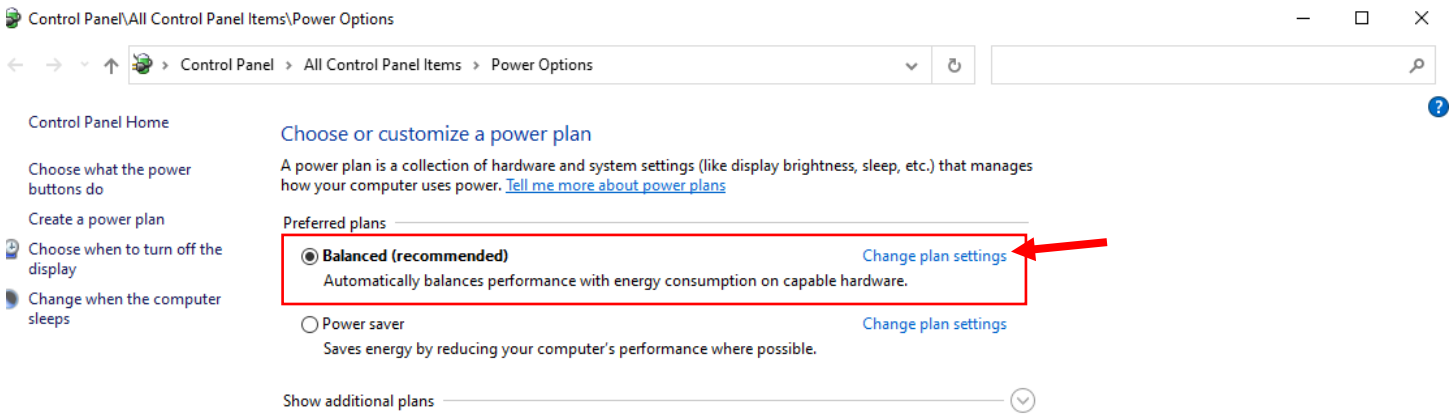 Control Panel\All Control Panel Items\Power Options
Control Panel > All Control Panel Items > Power Options
Control Panel Home
Choose what the power
buttons do
Create a power plan
Choose when to turn off the
display
Change when the computer
sleeps
Choose or customize a power plan
A power plan is a collection of hardware and system settings (like display brightness, sleep, etc.) that manages
how your computer uses power. Tell me more about power plans
Preferred plans
Balanced (recommended) Change plan settings
Automatically balances performance with energy consumption on capable hardware.
Power saver Change plan settings
Saves energy by reducing your computer's performance where possible.
Show additional plans